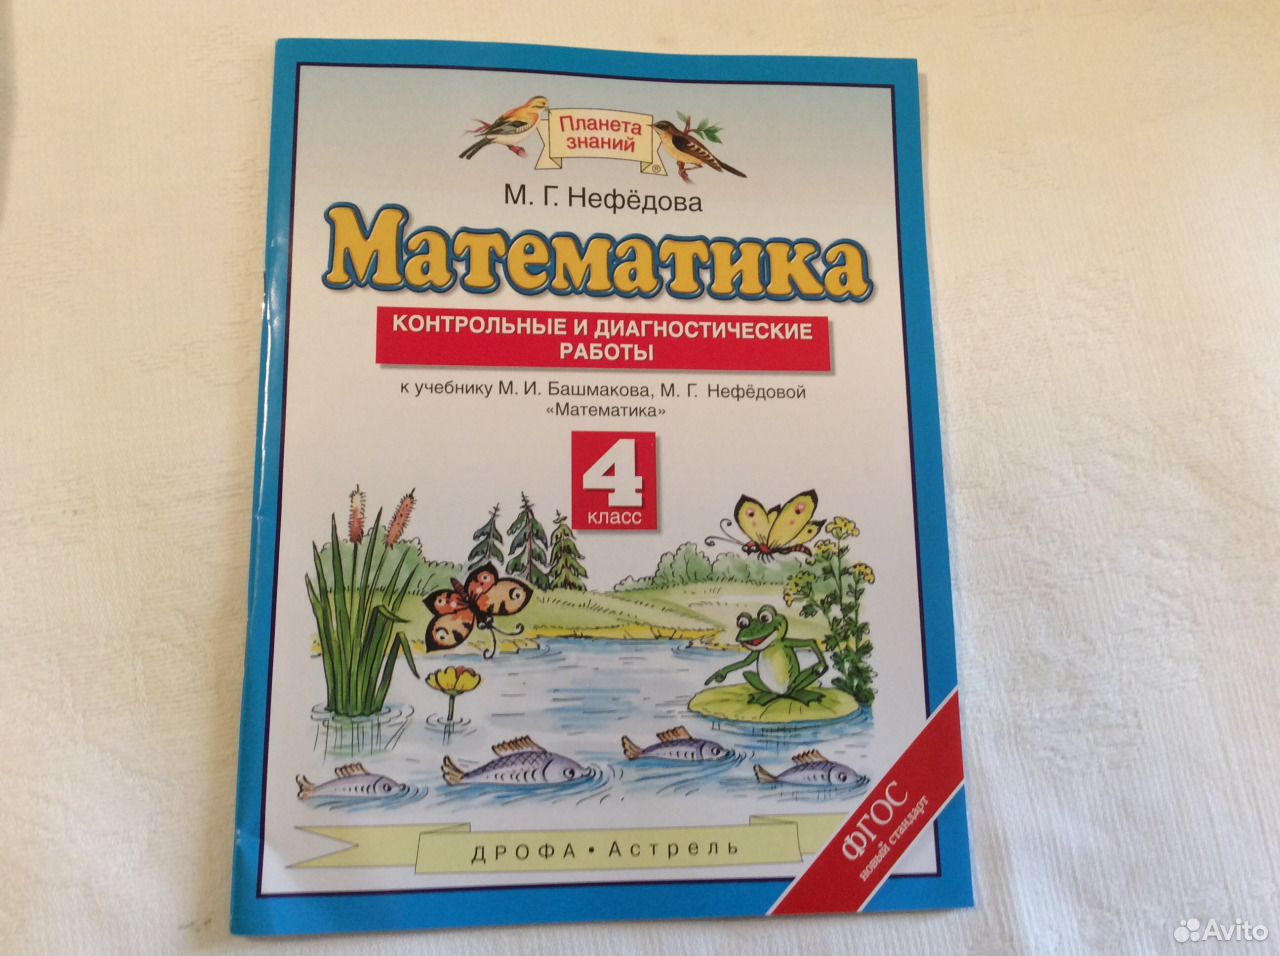 Планета
знаний
®
М. Г. Нефёдова
Математика
КОНТРОЛЬНЫЕ И ДИАГНОСТИЧЕСКИЕ
РАБОТЫ
к учебнику М. И. Башмакова, М. Г. Нефёдовой
«Математика»
4
класс
ФГОС
новый стандарт
ДРОФА • Астрель
Avito